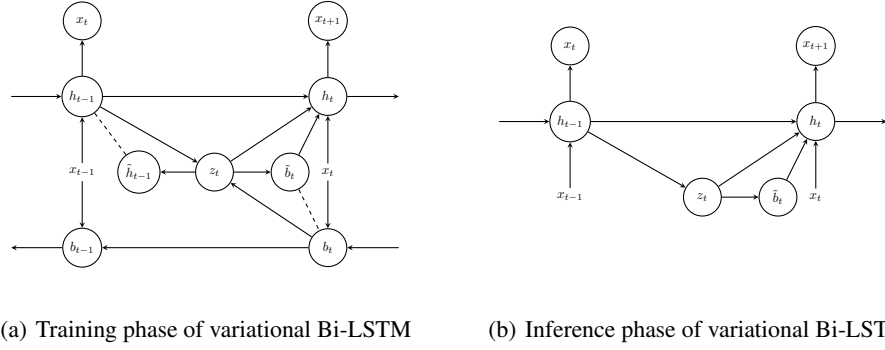 x_t x_{t+1} x_t x_{t+1}
h_{t−1} h_t h_{t−1} h_t
x_{t−1} h̃_{t−1} z_t b̃_t x_t x_{t−1} z_t b̃_t x_t
b_{t−1} b_t
(a) Training phase of variational Bi-LSTM
(b) Inference phase of variational Bi-LST